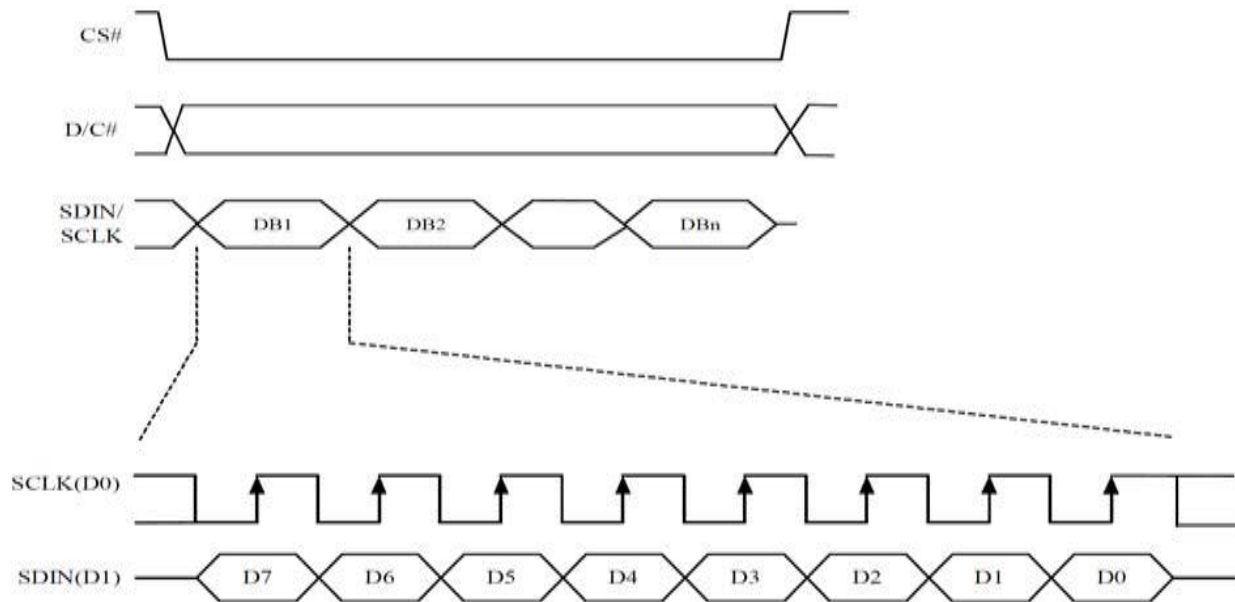 CS#
D/C#
SDIN/
SCLK
DB1 DB2 DBn
SCLK(D0)
SDIN(D1) D7 D6 D5 D4 D3 D2 D1 D0